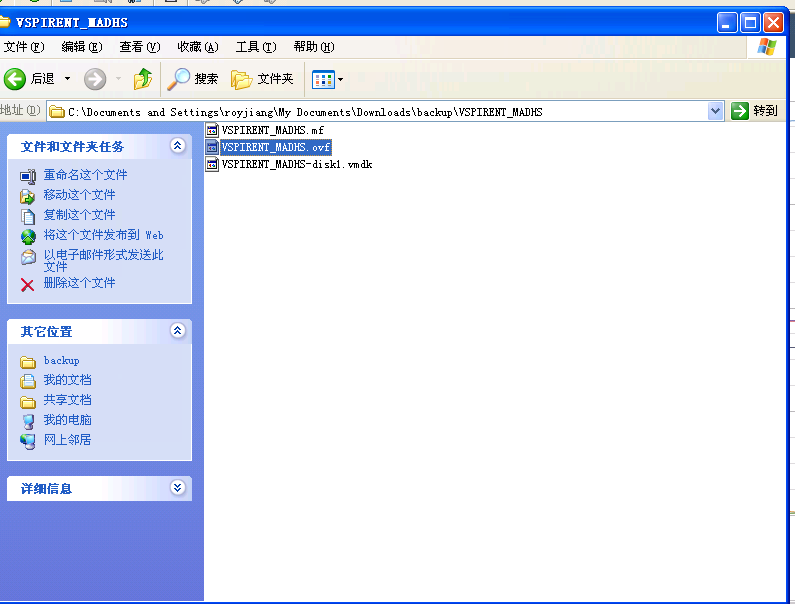 VSPIRENT_MADHS
文件(F) 编辑(E) 查看(V) 收藏(A) 工具(T) 帮助(H)
后退 搜索 文件夹
地址(D) C:\Documents and Settings\royjiang\My Documents\Downloads\backup\VSPIRENT_MADHS 转到
文件和文件夹任务
重命名这个文件
移动这个文件
复制这个文件
将这个文件发布到 Web
以电子邮件形式发送此
文件
删除这个文件
其它位置
backup
我的文档
共享文档
我的电脑
网上邻居
详细信息
VSPIRENT_MADHS.mf
VSPIRENT_MADHS.ovf
VSPIRENT_MADHS-disk1.vmdk